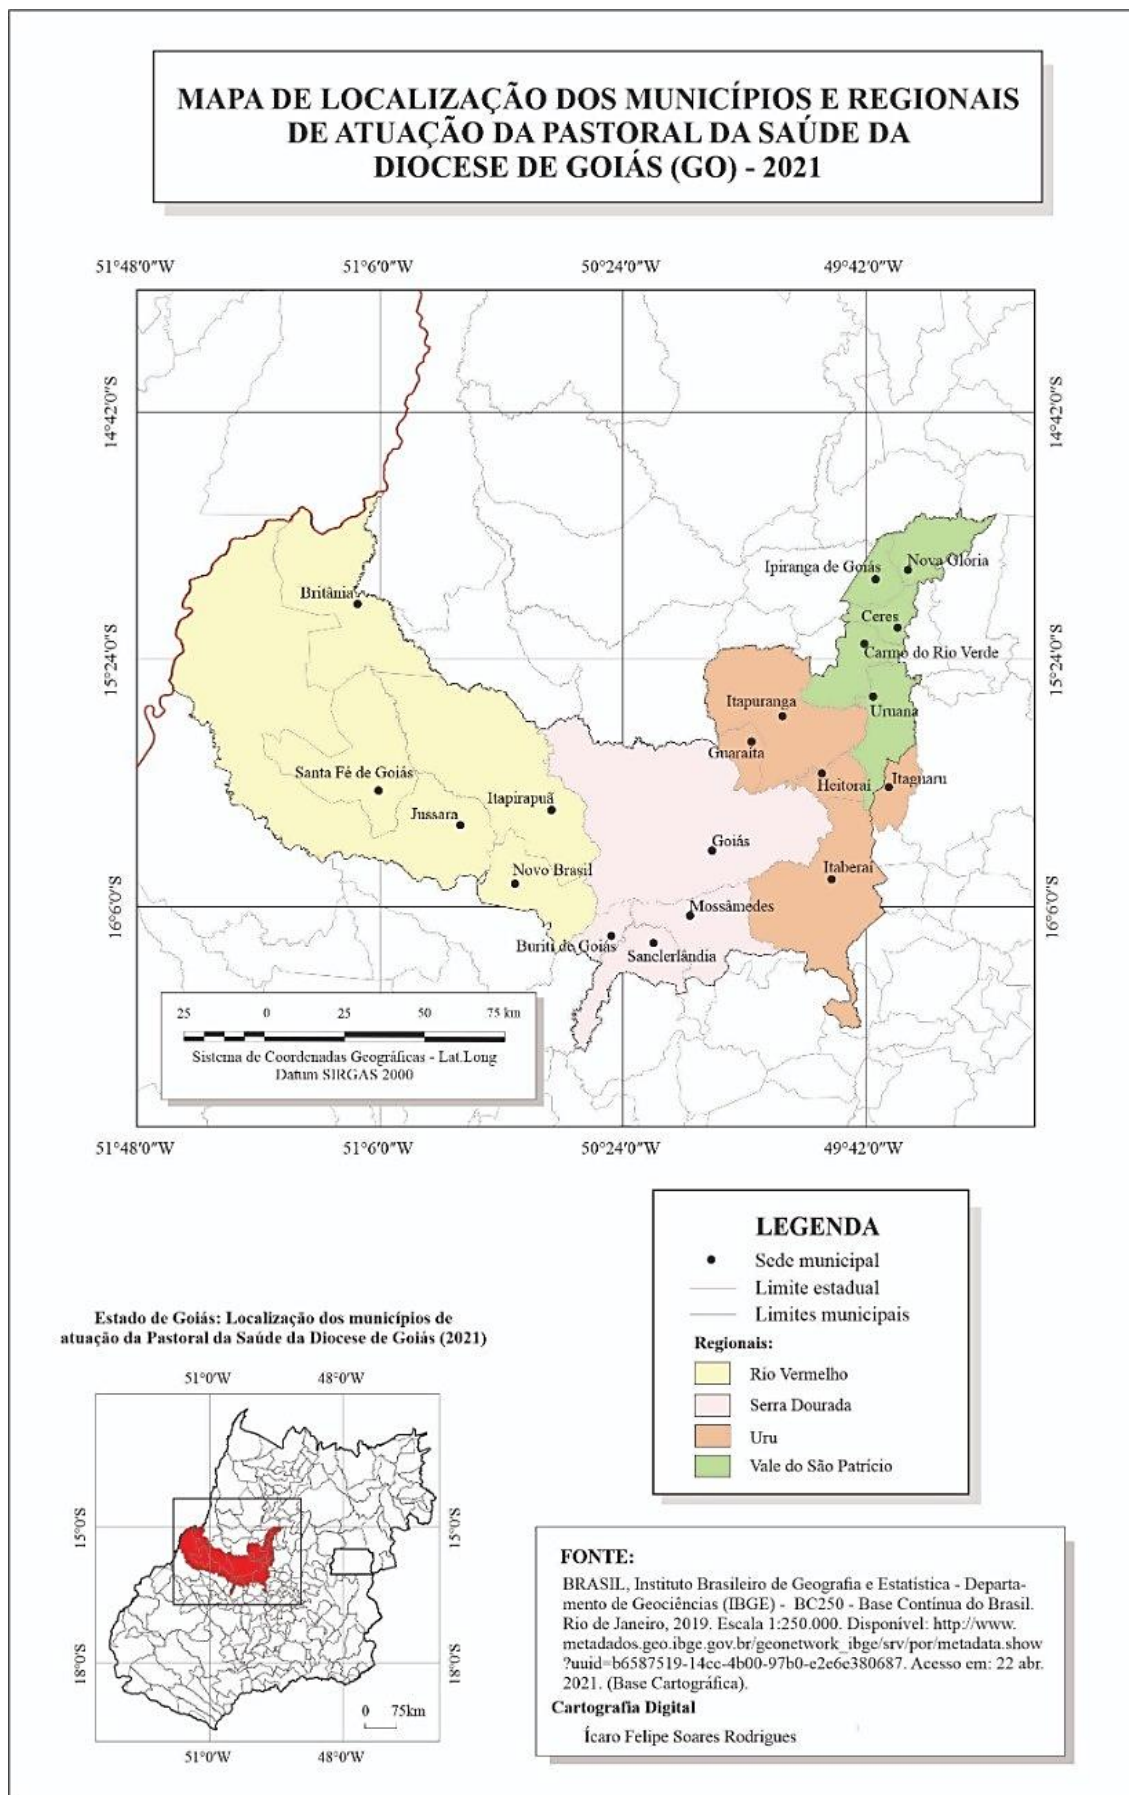 MAPA DE LOCALIZAÇÃO DOS MUNICÍPIOS E REGIONAIS
DE ATUAÇÃO DA PASTORAL DA SAÚDE DA
DIOCESE DE GOIÁS (GO) - 2021
51°48'0"W 51°6'0"W 50°24'0"W 49°42'0"W
14°42'0"S 14°42'0"S
Ipiranga de Goiás Nova Glória
Britânia
Ceres
Carmo do Rio Verde
15°24'0"S 15°24'0"S
Itapuranga Uruana
Guaraíta
Santa Fé de Goiás Itapirapuã Heitoraí Itaguaru
Jussara
Goiás
Novo Brasil Itaberaí
16°6'0"S 16°6'0"S
Mossâmedes
Buriti de Goiás Sanclerlândia
25 0 25 50 75 km
Sistema de Coordenadas Geográficas - Lat.Long
Datum SIRGAS 2000
51°48'0"W 51°6'0"W 50°24'0"W 49°42'0"W
LEGENDA
Sede municipal
Limite estadual
Limites municipais
Regionais:
Rio Vermelho
Serra Dourada
Uru
Vale do São Patrício
Estado de Goiás: Localização dos municípios de
atuação da Pastoral da Saúde da Diocese de Goiás (2021)
51°0'W 48°0'W
15°0'S 15°0'S
18°0'S 18°0'S
0 75km
51°0'W 48°0'W
FONTE:
BRASIL, Instituto Brasileiro de Geografia e Estatística - Departa-
mento de Geociências (IBGE) - BC250 - Base Contínua do Brasil.
Rio de Janeiro, 2019. Escala 1:250.000. Disponível: http://www.
metadados.geo.ibge.gov.br/geonetwork_ibge/srv/por/metadata.show
?uuid=b6587519-14cc-4b00-97b0-e2e6c380687. Acesso em: 22 abr.
2021. (Base Cartográfica).
Cartografia Digital
Ícaro Felipe Soares Rodrigues